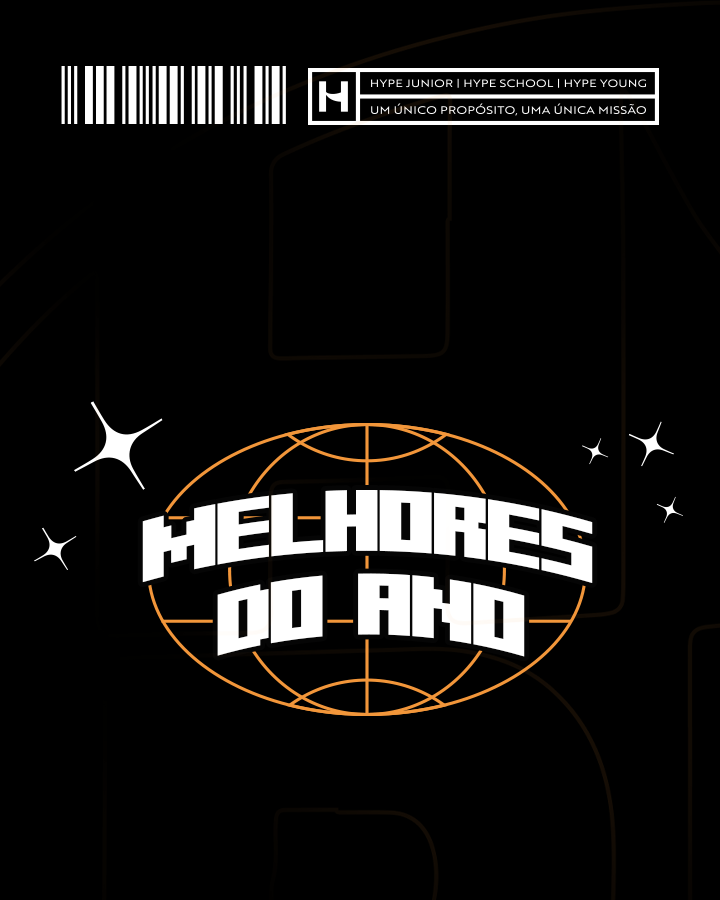 H
HYPE JUNIOR | HYPE SCHOOL | HYPE YOUNG
UM ÚNICO PROPÓSITO, UMA ÚNICA MISSÃO
MELHORES
DO ANO